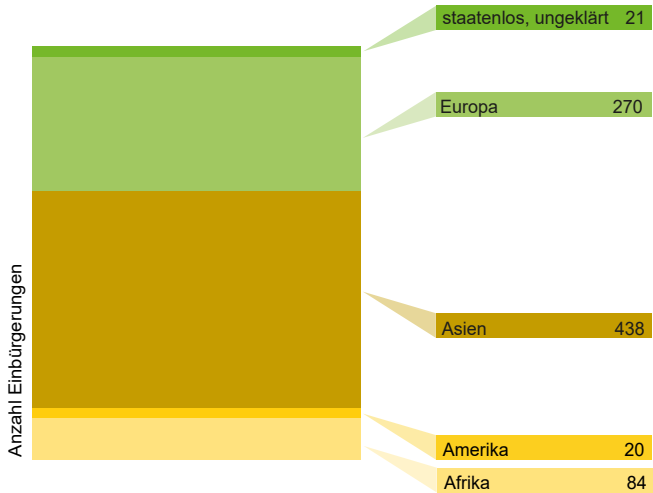 staatenlos, ungeklärt 21
Europa 270
Asien 438
Amerika 20
Afrika 84
Anzahl Einbürgerungen